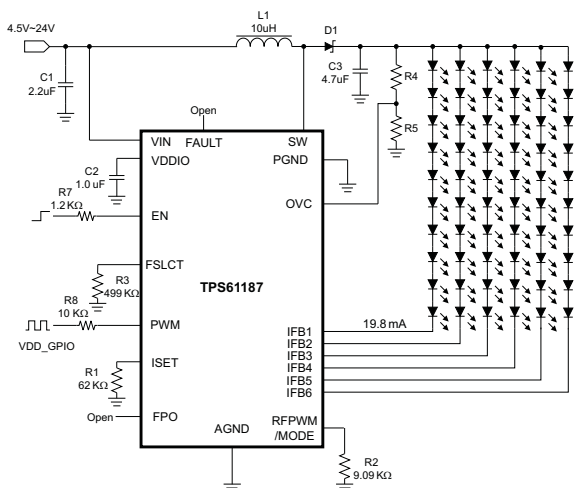 L1
10uH
D1
4.5V~24V
C1
2.2uF
C3
4.7uF
R4
R5
Open
VIN
FAULT
SW
VDDIO
PGND
C2
1.0 uF
R7
1.2 KΩ
EN
OVC
FSLCT
R3
499 KΩ
TPS61187
R8
10 KΩ
PWM
VDD_GPIO
ISET
R1
62 KΩ
IFB1
19.8 mA
IFB2
IFB3
IFB4
IFB5
IFB6
Open
FPO
AGND
RFPWM
/MODE
R2
9.09 KΩ